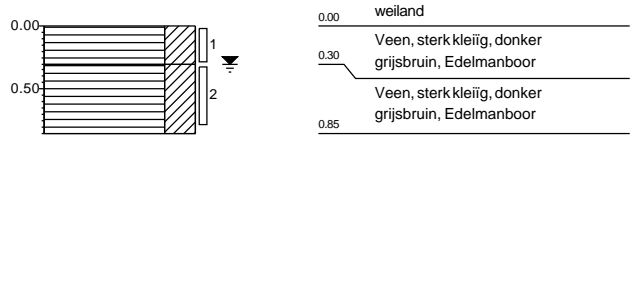 0.00
1
0.50
2
0.00 weiland
Veen, sterk kleiïg, donker
0.30 grijsbruin, Edelmanboor
Veen, sterk kleiïg, donker
grijsbruin, Edelmanboor
0.85